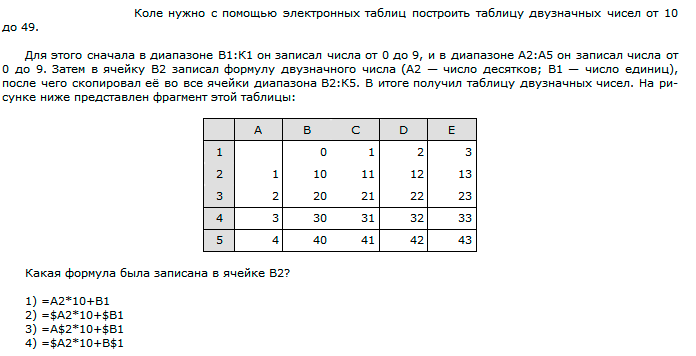 Коле нужно с помощью электронных таблиц построить таблицу двузначных чисел от 10
до 49.
Для этого сначала в диапазоне B1:K1 он записал числа от 0 до 9, и в диапазоне A2:A5 он записал числа от
0 до 9. Затем в ячейку B2 записал формулу двузначного числа (A2 — число десятков; B1 — число единиц),
после чего скопировал её во все ячейки диапазона B2:K5. В итоге получил таблицу двузначных чисел. На ри-
сунке ниже представлен фрагмент этой таблицы:
A B C D E
1 0 1 2 3
2 1 10 11 12 13
3 2 20 21 22 23
4 3 30 31 32 33
5 4 40 41 42 43
Какая формула была записана в ячейке B2?
1) =A2*10+B1
2) =$A2*10+$B1
3) =A$2*10+$B1
4) =$A2*10+B$1